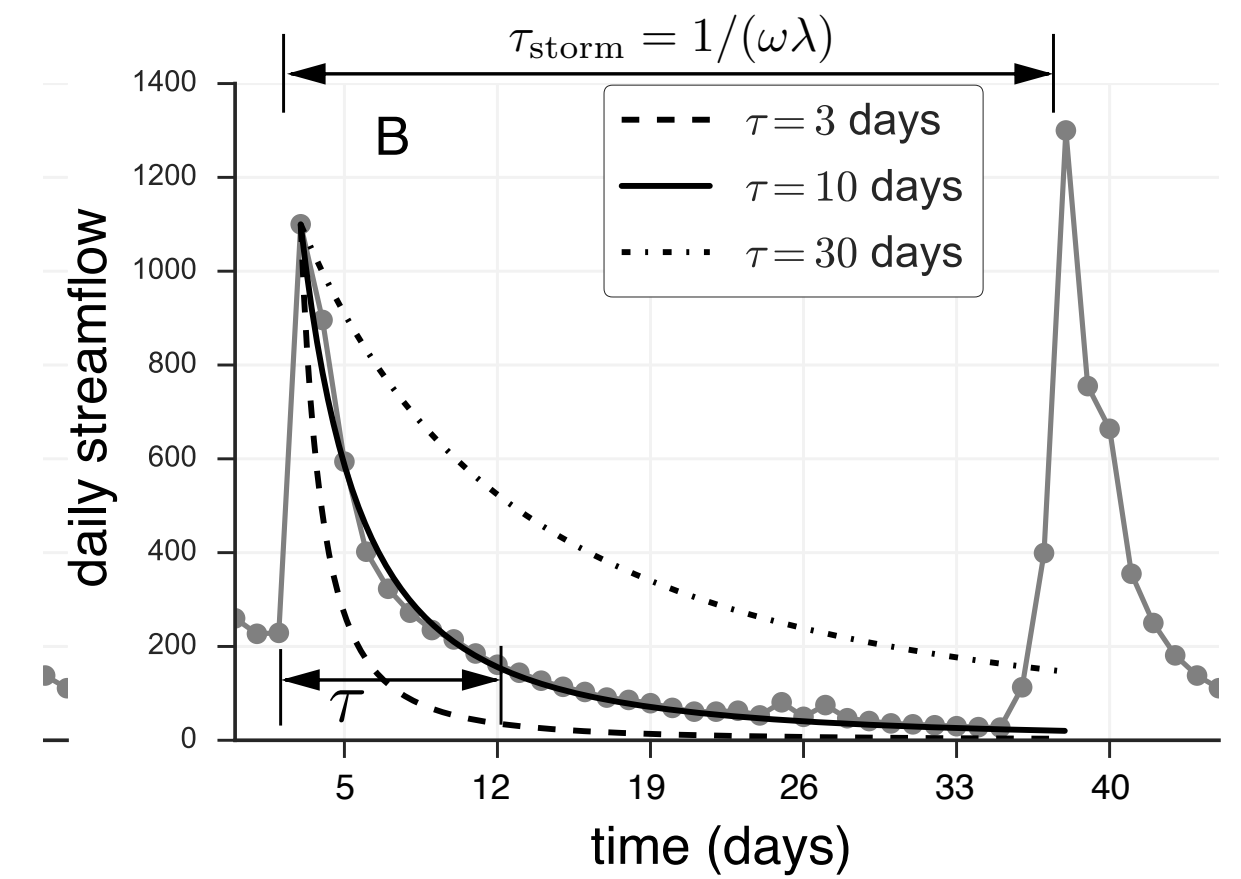 τ_storm = 1/(ωλ)
1400
1200
1000
800
600
400
200
0
daily streamflow
B
τ = 3 days
τ = 10 days
τ = 30 days
τ
5 12 19 26 33 40
time (days)